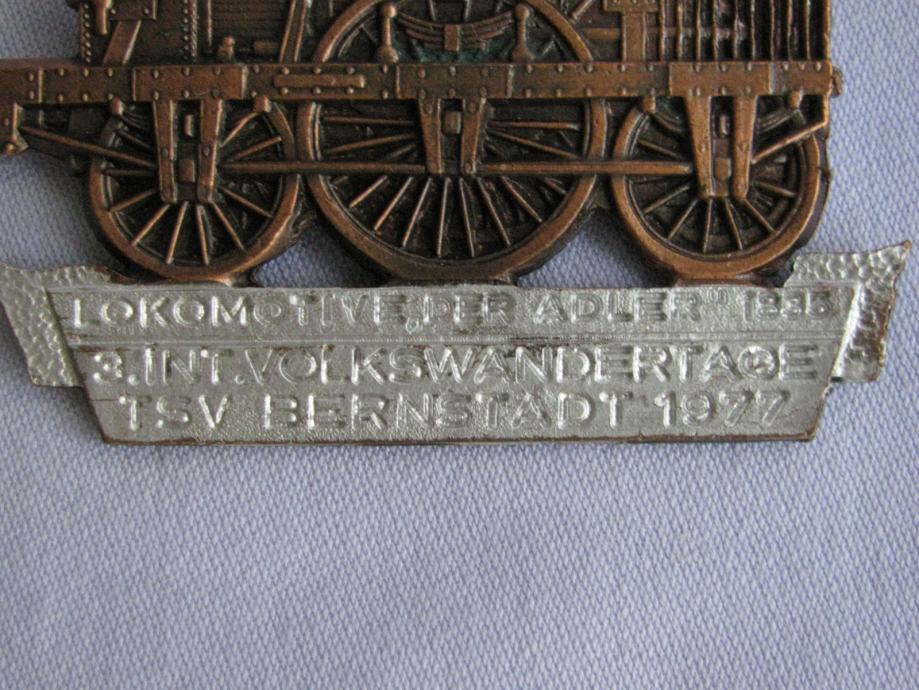 LOKOMOTIVE „DER ADLER" 1835
3. INT. VOLKSWANDERTAGE
TSV BERNSTADT 1977